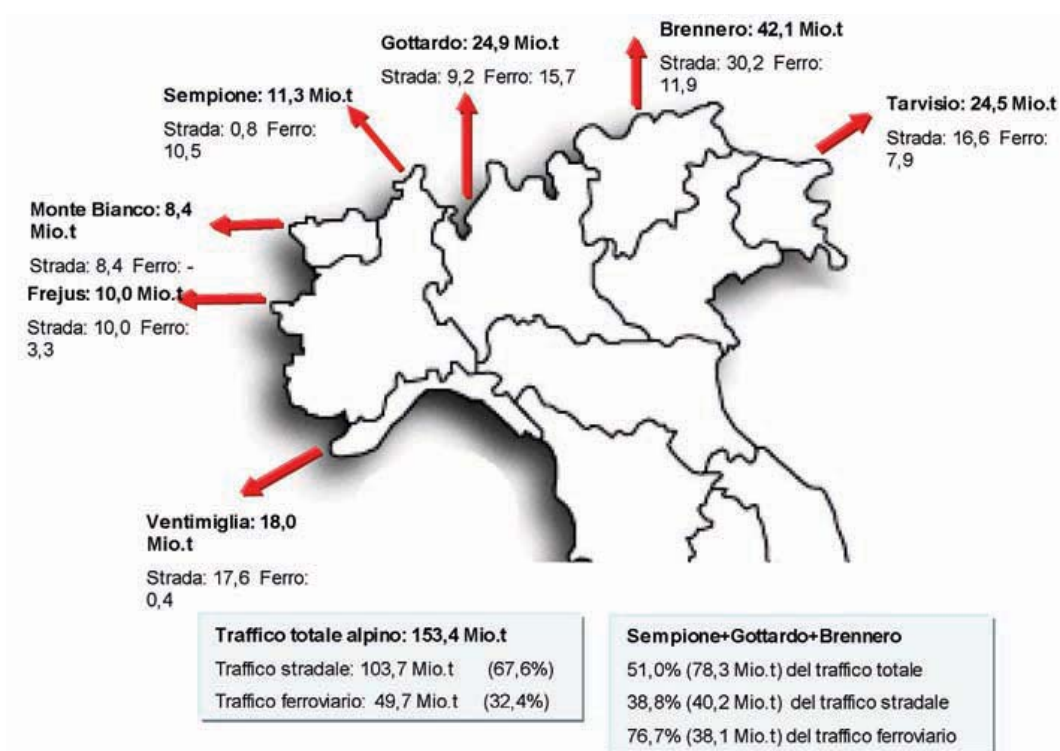 Brennero: 42,1 Mio.t
Strada: 30,2 Ferro:
11,9
Gottardo: 24,9 Mio.t
Strada: 9,2 Ferro: 15,7
Sempione: 11,3 Mio.t
Strada: 0,8 Ferro:
10,5
Tarvisio: 24,5 Mio.t
Strada: 16,6 Ferro:
7,9
Monte Bianco: 8,4
Mio.t
Strada: 8,4 Ferro: -
Frejus: 10,0 Mio.t
Strada: 10,0 Ferro:
3,3
Ventimiglia: 18,0
Mio.t
Strada: 17,6 Ferro:
0,4
Traffico totale alpino: 153,4 Mio.t
Traffico stradale: 103,7 Mio.t (67,6%)
Traffico ferroviario: 49,7 Mio.t (32,4%)
Sempione+Gottardo+Brennero
51,0% (78,3 Mio.t) del traffico totale
38,8% (40,2 Mio.t) del traffico stradale
76,7% (38,1 Mio.t) del traffico ferroviario